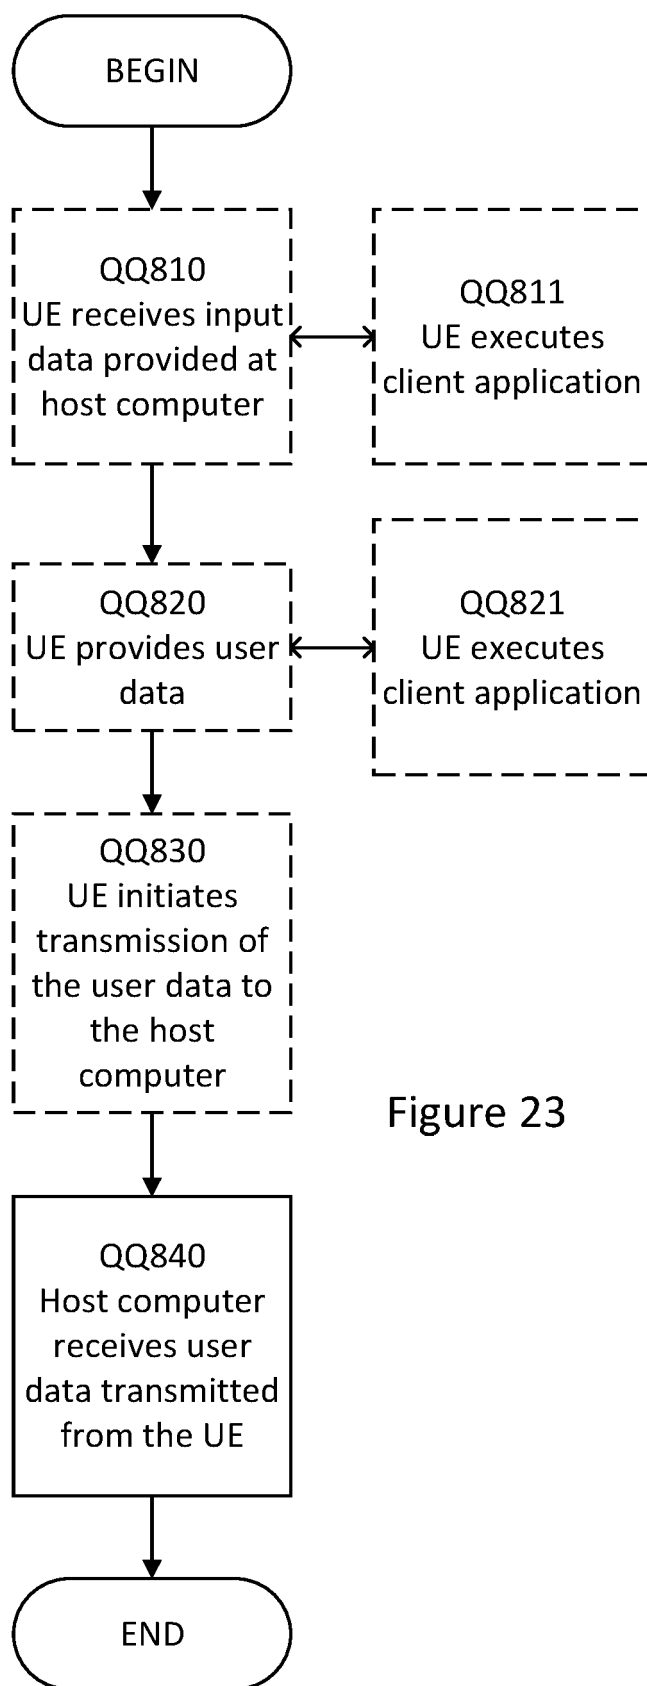 BEGIN
QQ810
UE receives input
data provided at
host computer
QQ811
UE executes
client application
QQ820
UE provides user
data
QQ821
UE executes
client application
QQ830
UE initiates
transmission of
the user data to
the host
computer
Figure 23
QQ840
Host computer
receives user
data transmitted
from the UE
END